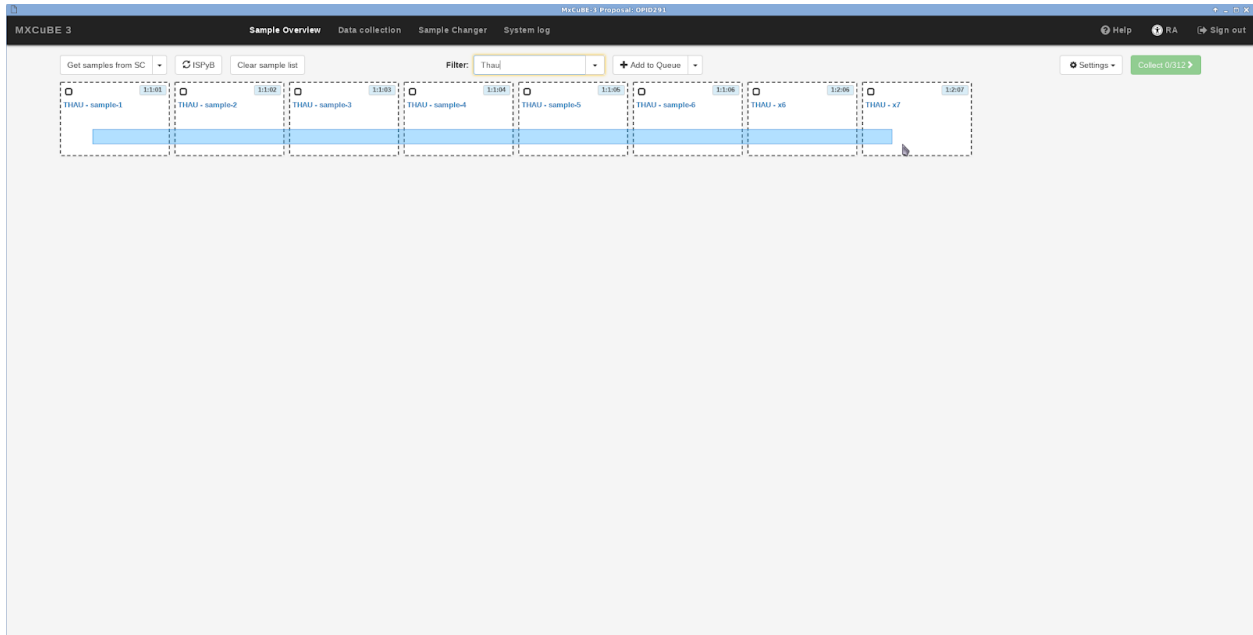 MXCuBE-3 Proposal: OPID291
MXCUBE 3 Sample Overview Data collection Sample Changer System log Help RA Sign out
Get samples from SC ISPyB Clear sample list Filter: Thau Add to Queue Settings Collect 0/312
1:1:01 1:1:02 1:1:03 1:1:04 1:1:05 1:1:06 1:2:06 1:2:07
THAU - sample-1 THAU - sample-2 THAU - sample-3 THAU - sample-4 THAU - sample-5 THAU - sample-6 THAU - x6 THAU - x7